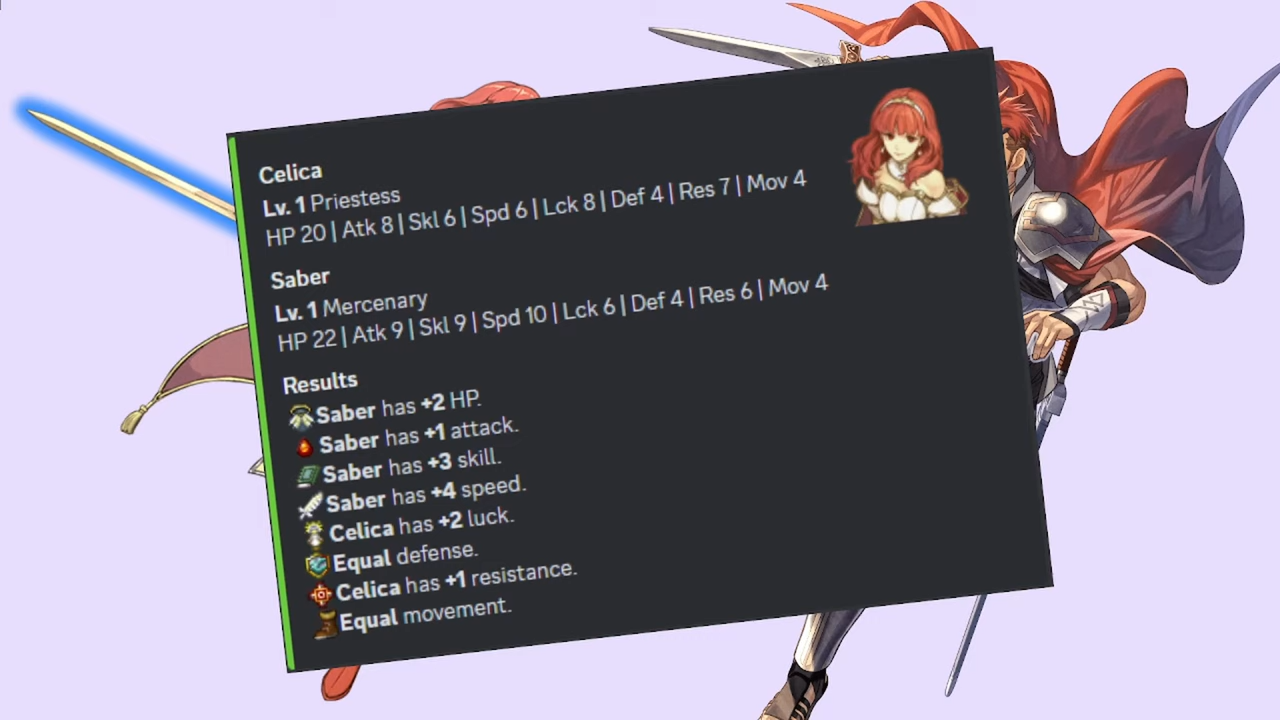 Celica
Lv. 1 Priestess
HP 20 | Atk 8 | Skl 6 | Spd 6 | Lck 8 | Def 4 | Res 7 | Mov 4
Saber
Lv. 1 Mercenary
HP 22 | Atk 9 | Skl 9 | Spd 10 | Lck 6 | Def 4 | Res 6 | Mov 4
Results
Saber has +2 HP.
Saber has +1 attack.
Saber has +3 skill.
Saber has +4 speed.
Celica has +2 luck.
Equal defense.
Celica has +1 resistance.
Equal movement.